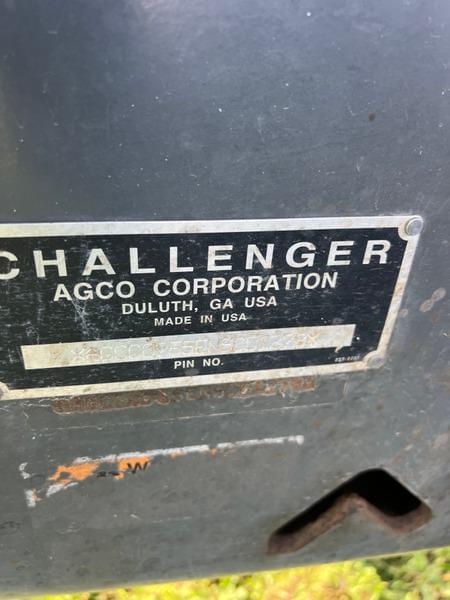 CHALLENGER
AGCO CORPORATION
DULUTH, GA USA
MADE IN USA
PIN NO.
W